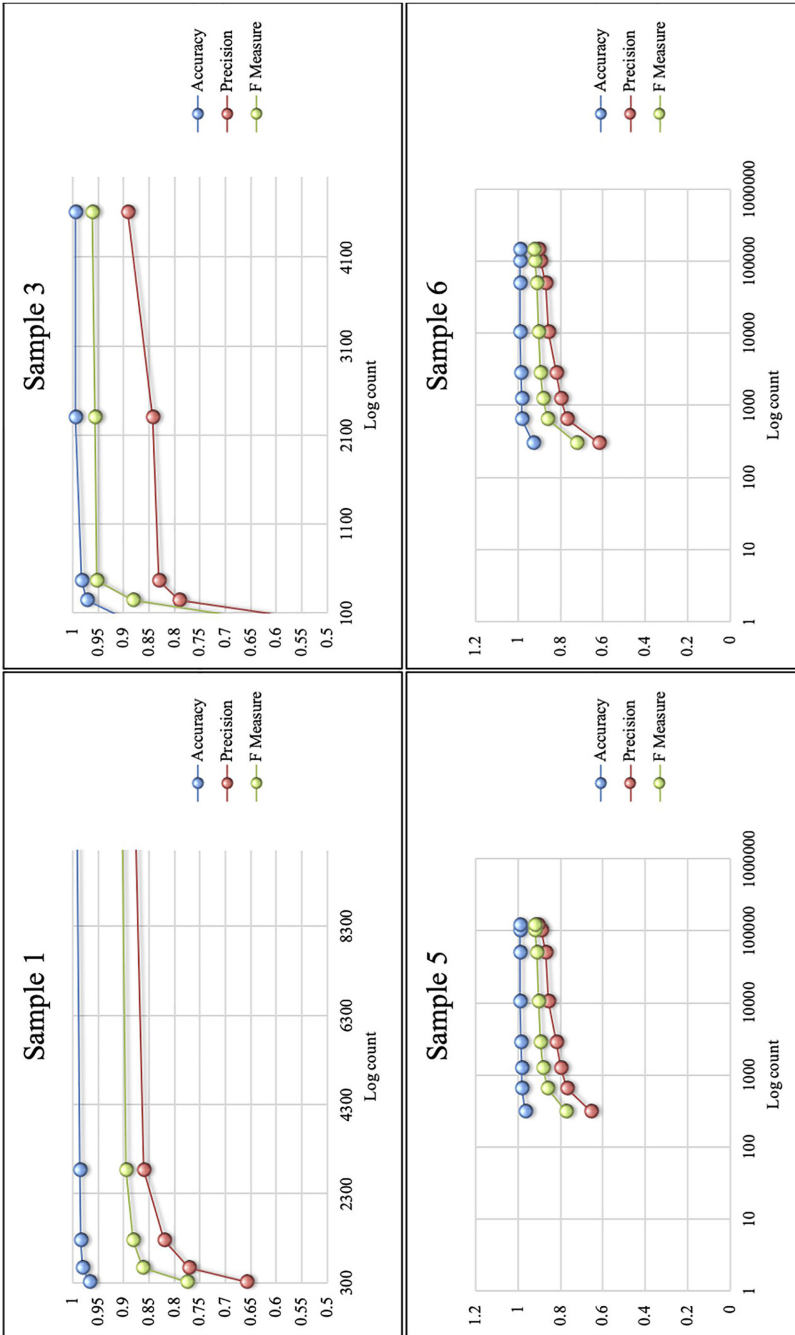 Sample 1
1
0.95
0.9
0.85
0.8
0.75
0.7
0.65
0.6
0.55
0.5
300 2300 4300 6300 8300
Log count
Accuracy
Precision
F Measure
Sample 3
1
0.95
0.9
0.85
0.8
0.75
0.7
0.65
0.6
0.55
0.5
100 1100 2100 3100 4100
Log count
Accuracy
Precision
F Measure
Sample 5
1.2
1
0.8
0.6
0.4
0.2
0
1 10 100 1000 10000 100000 1000000
Log count
Accuracy
Precision
F Measure
Sample 6
1.2
1
0.8
0.6
0.4
0.2
0
1 10 100 1000 10000 100000 1000000
Log count
Accuracy
Precision
F Measure